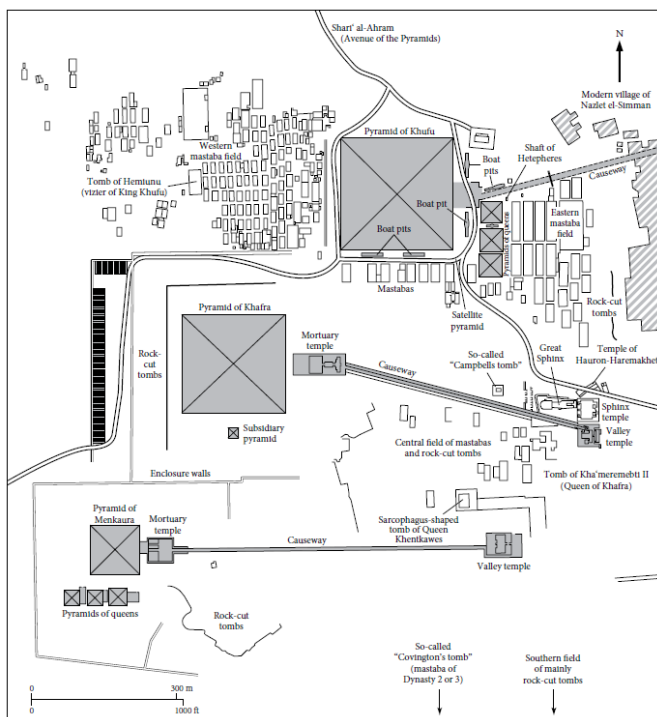 Shari' al-Ahram
(Avenue of the Pyramids)
N
Modern village of
Nazlet el-Simman
Western
mastaba field
Pyramid of Khufu
Shaft of
Hetepheres
Boat
pits
Causeway
Tomb of Hemiunu
(vizier of King Khufu)
Boat pit
Pyramids of queens
Eastern
mastaba
field
Boat pits
Mastabas
Satellite
pyramid
Rock-cut
tombs
Pyramid of Khafra
Mortuary
temple
Rock-
cut
tombs
Causeway
So-called
"Campbells tomb"
Great
Sphinx
Temple of
Hauron-Haremakhet
Sphinx
temple
Valley
temple
Subsidiary
pyramid
Central field of mastabas
and rock-cut tombs
Tomb of Kha'meremebti II
(Queen of Khafra)
Enclosure walls
Pyramid of
Menkaura
Mortuary
temple
Sarcophagus-shaped
tomb of Queen
Khentkawes
Causeway
Valley temple
Pyramids of queens
Rock-cut
tombs
So-called
"Covington's tomb"
(mastaba of
Dynasty 2 or 3)
Southern field
of mainly
rock-cut tombs
0 300 m
0 1000 ft